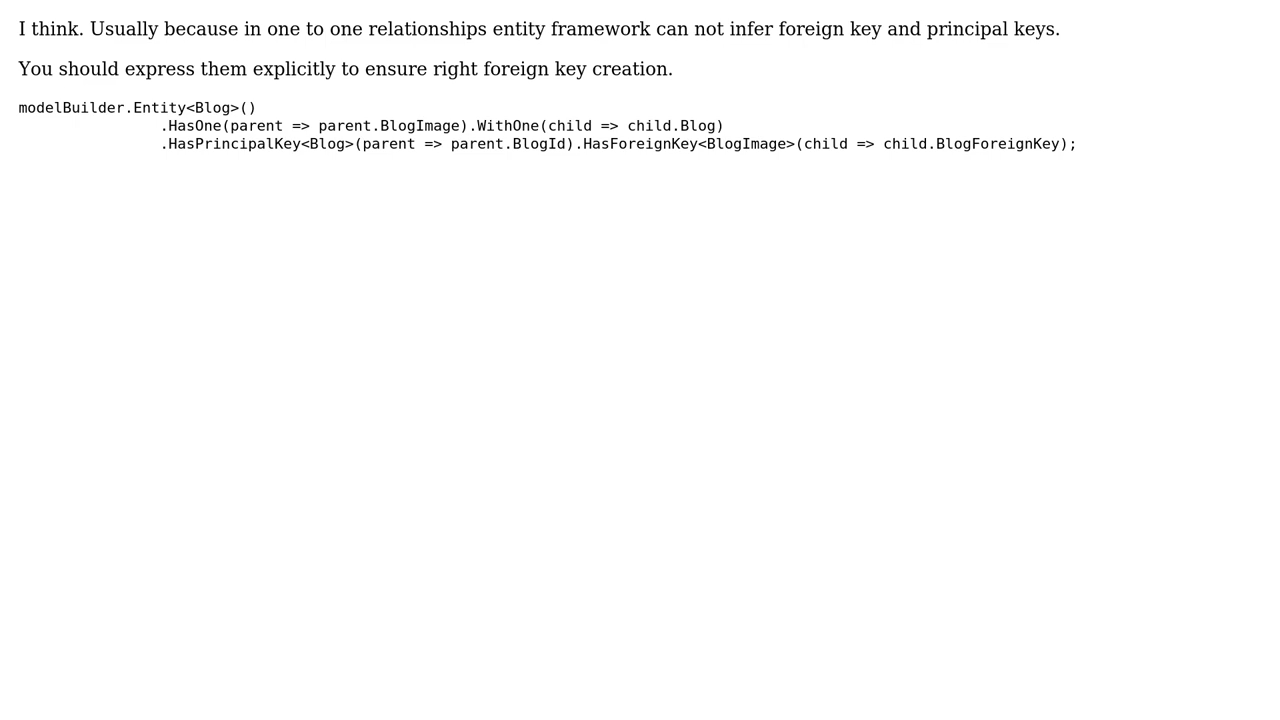 I think. Usually because in one to one relationships entity framework can not infer foreign key and principal keys.
You should express them explicitly to ensure right foreign key creation.
modelBuilder.Entity<Blog>()
                .HasOne(parent => parent.BlogImage).WithOne(child => child.Blog)
                .HasPrincipalKey<Blog>(parent => parent.BlogId).HasForeignKey<BlogImage>(child => child.BlogForeignKey);